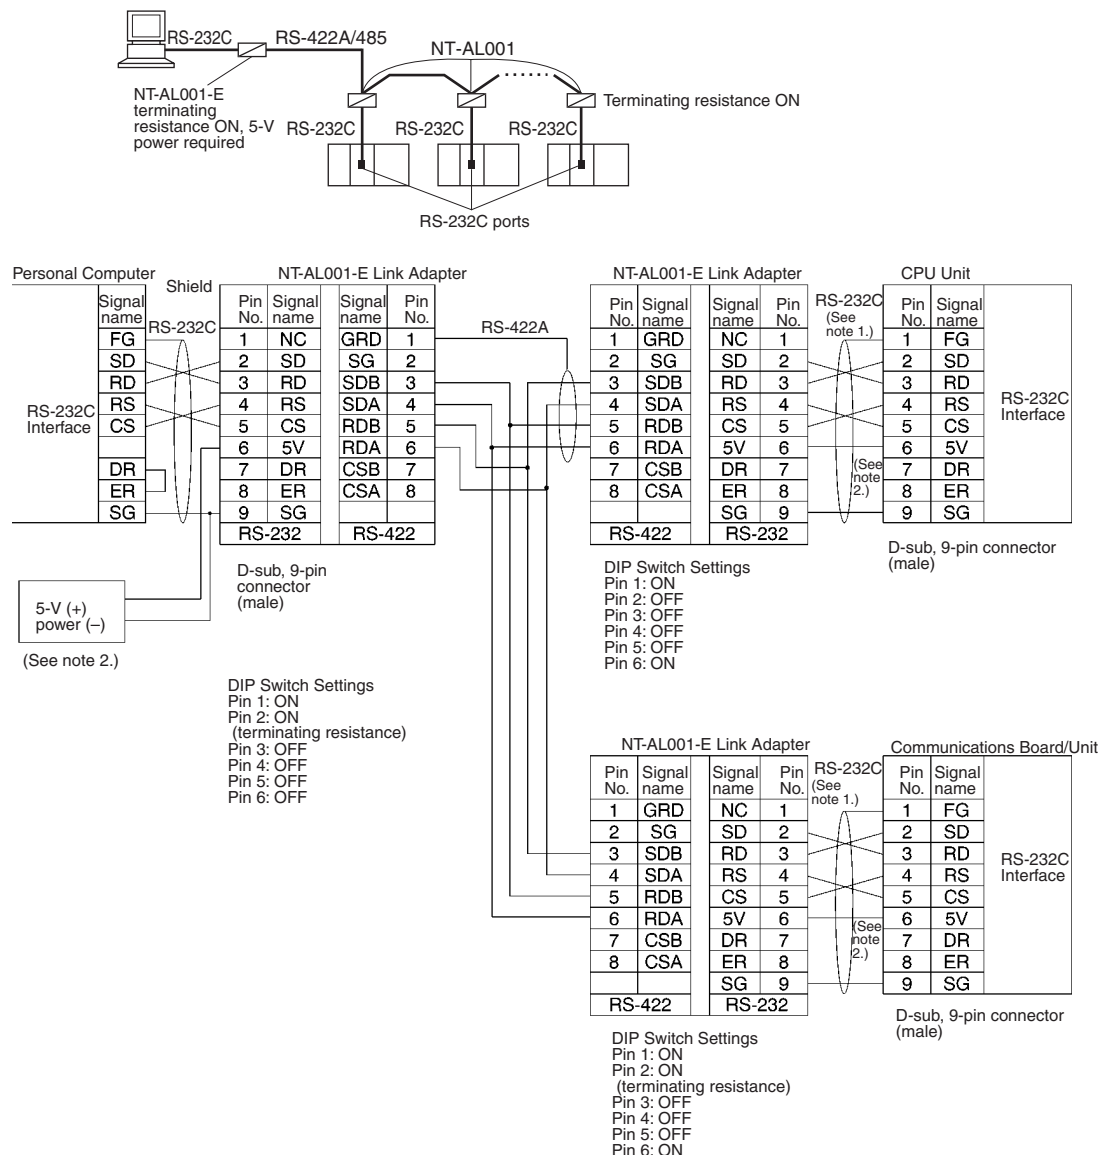 RS-232C RS-422A/485
NT-AL001
NT-AL001-E
terminating
resistance ON, 5-V
power required
Terminating resistance ON
RS-232C RS-232C RS-232C
RS-232C ports
Personal Computer
Shield
NT-AL001-E Link Adapter
NT-AL001-E Link Adapter
CPU Unit
Signal
name
FG
SD
RD
RS
CS
DR
ER
SG
RS-232C
Interface
RS-232C
Pin
No.
Signal
name
Signal
name
Pin
No.
1 NC GRD 1
2 SD SG 2
3 RD SDB 3
4 RS SDA 4
5 CS RDB 5
6 5V RDA 6
7 DR CSB 7
8 ER CSA 8
9 SG
RS-232 RS-422
RS-422A
Pin
No.
Signal
name
Signal
name
Pin
No.
1 GRD NC 1
2 SG SD 2
3 SDB RD 3
4 SDA RS 4
5 RDB CS 5
6 RDA 5V 6
7 CSB DR 7
8 CSA ER 8
SG 9
RS-422 RS-232
RS-232C
(See
note 1.)
(See
note
2.)
Pin
No.
Signal
name
1 FG
2 SD
3 RD
4 RS
5 CS
6 5V
7 DR
8 ER
9 SG
RS-232C
Interface
D-sub, 9-pin connector
(male)
D-sub, 9-pin
connector
(male)
5-V (+)
power (–)
(See note 2.)
DIP Switch Settings
Pin 1: ON
Pin 2: OFF
Pin 3: OFF
Pin 4: OFF
Pin 5: OFF
Pin 6: ON
DIP Switch Settings
Pin 1: ON
Pin 2: ON
(terminating resistance)
Pin 3: OFF
Pin 4: OFF
Pin 5: OFF
Pin 6: OFF
NT-AL001-E Link Adapter
Communications Board/Unit
Pin
No.
Signal
name
Signal
name
Pin
No.
1 GRD NC 1
2 SG SD 2
3 SDB RD 3
4 SDA RS 4
5 RDB CS 5
6 RDA 5V 6
7 CSB DR 7
8 CSA ER 8
SG 9
RS-422 RS-232
RS-232C
(See
note 1.)
(See
note
2.)
Pin
No.
Signal
name
1 FG
2 SD
3 RD
4 RS
5 CS
6 5V
7 DR
8 ER
9 SG
RS-232C
Interface
D-sub, 9-pin connector
(male)
DIP Switch Settings
Pin 1: ON
Pin 2: ON
(terminating resistance)
Pin 3: OFF
Pin 4: OFF
Pin 5: OFF
Pin 6: ON